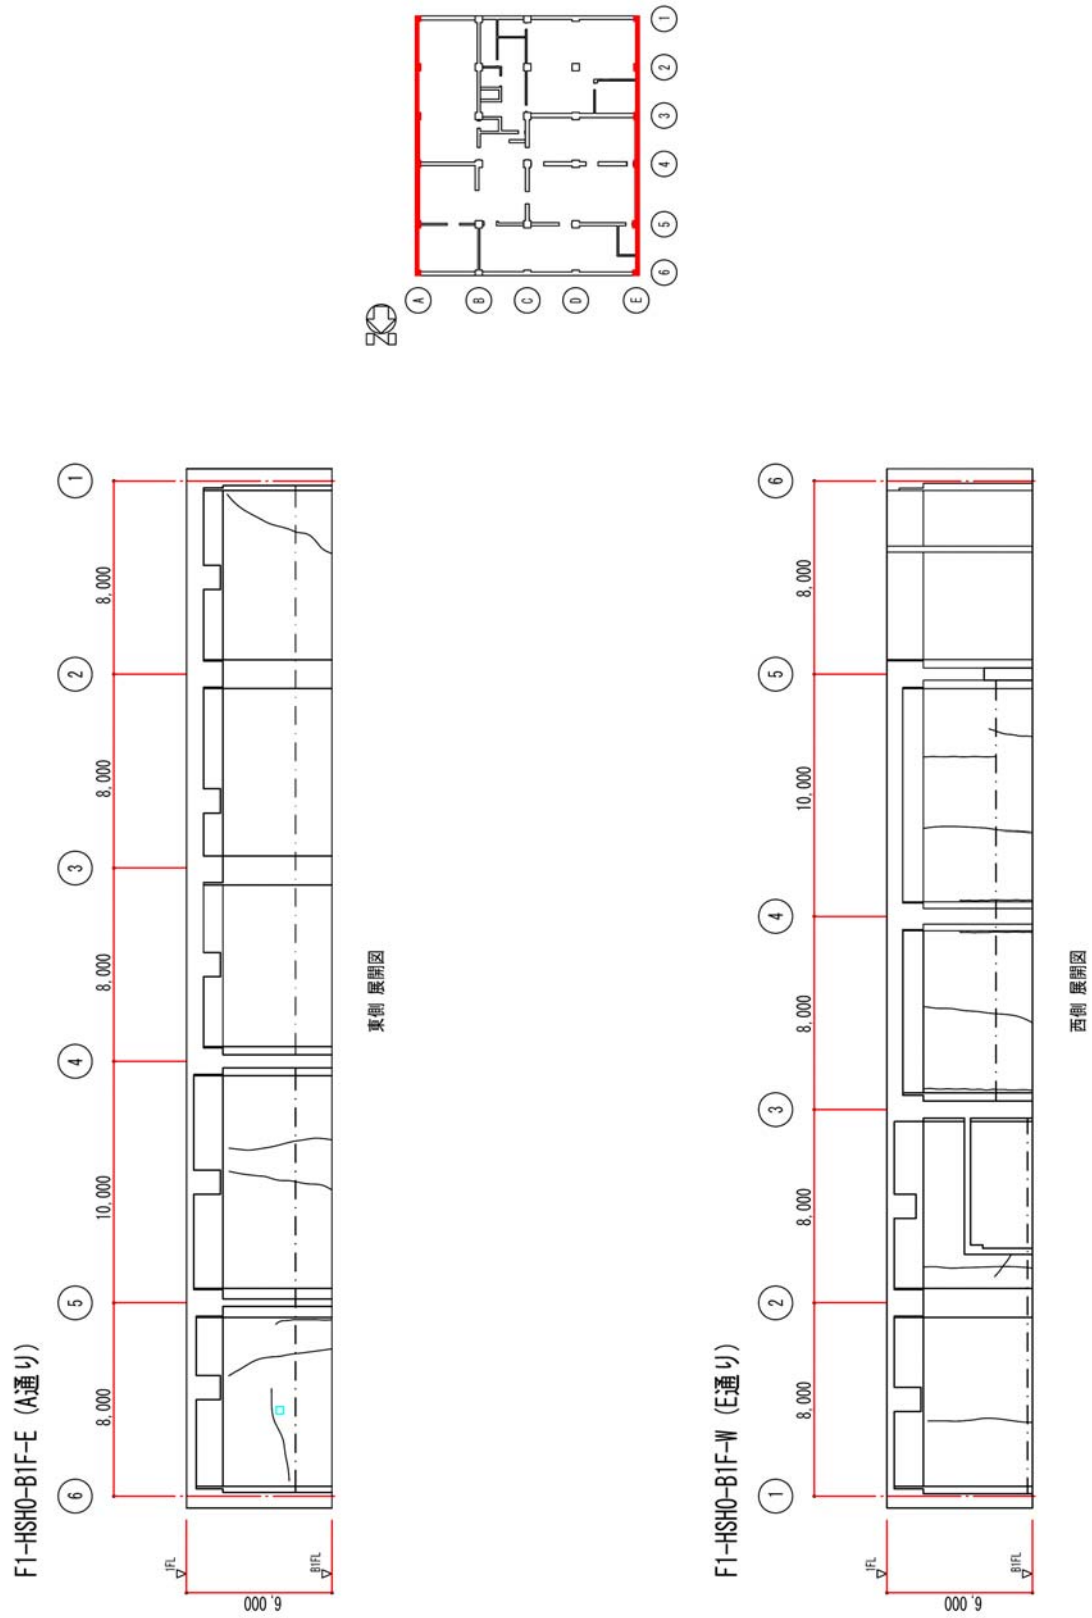 F1-HSHO-B1F-E (A通り)
6 5 4 3 2 1
8,000 10,000 8,000 8,000 8,000
1FL
6,000
B1FL
東側 展開図
N
A
B
C
D
E
6 5 4 3 2 1
F1-HSHO-B1F-W (E通り)
1 2 3 4 5 6
8,000 8,000 8,000 10,000 8,000
1FL
6,000
B1FL
西側 展開図